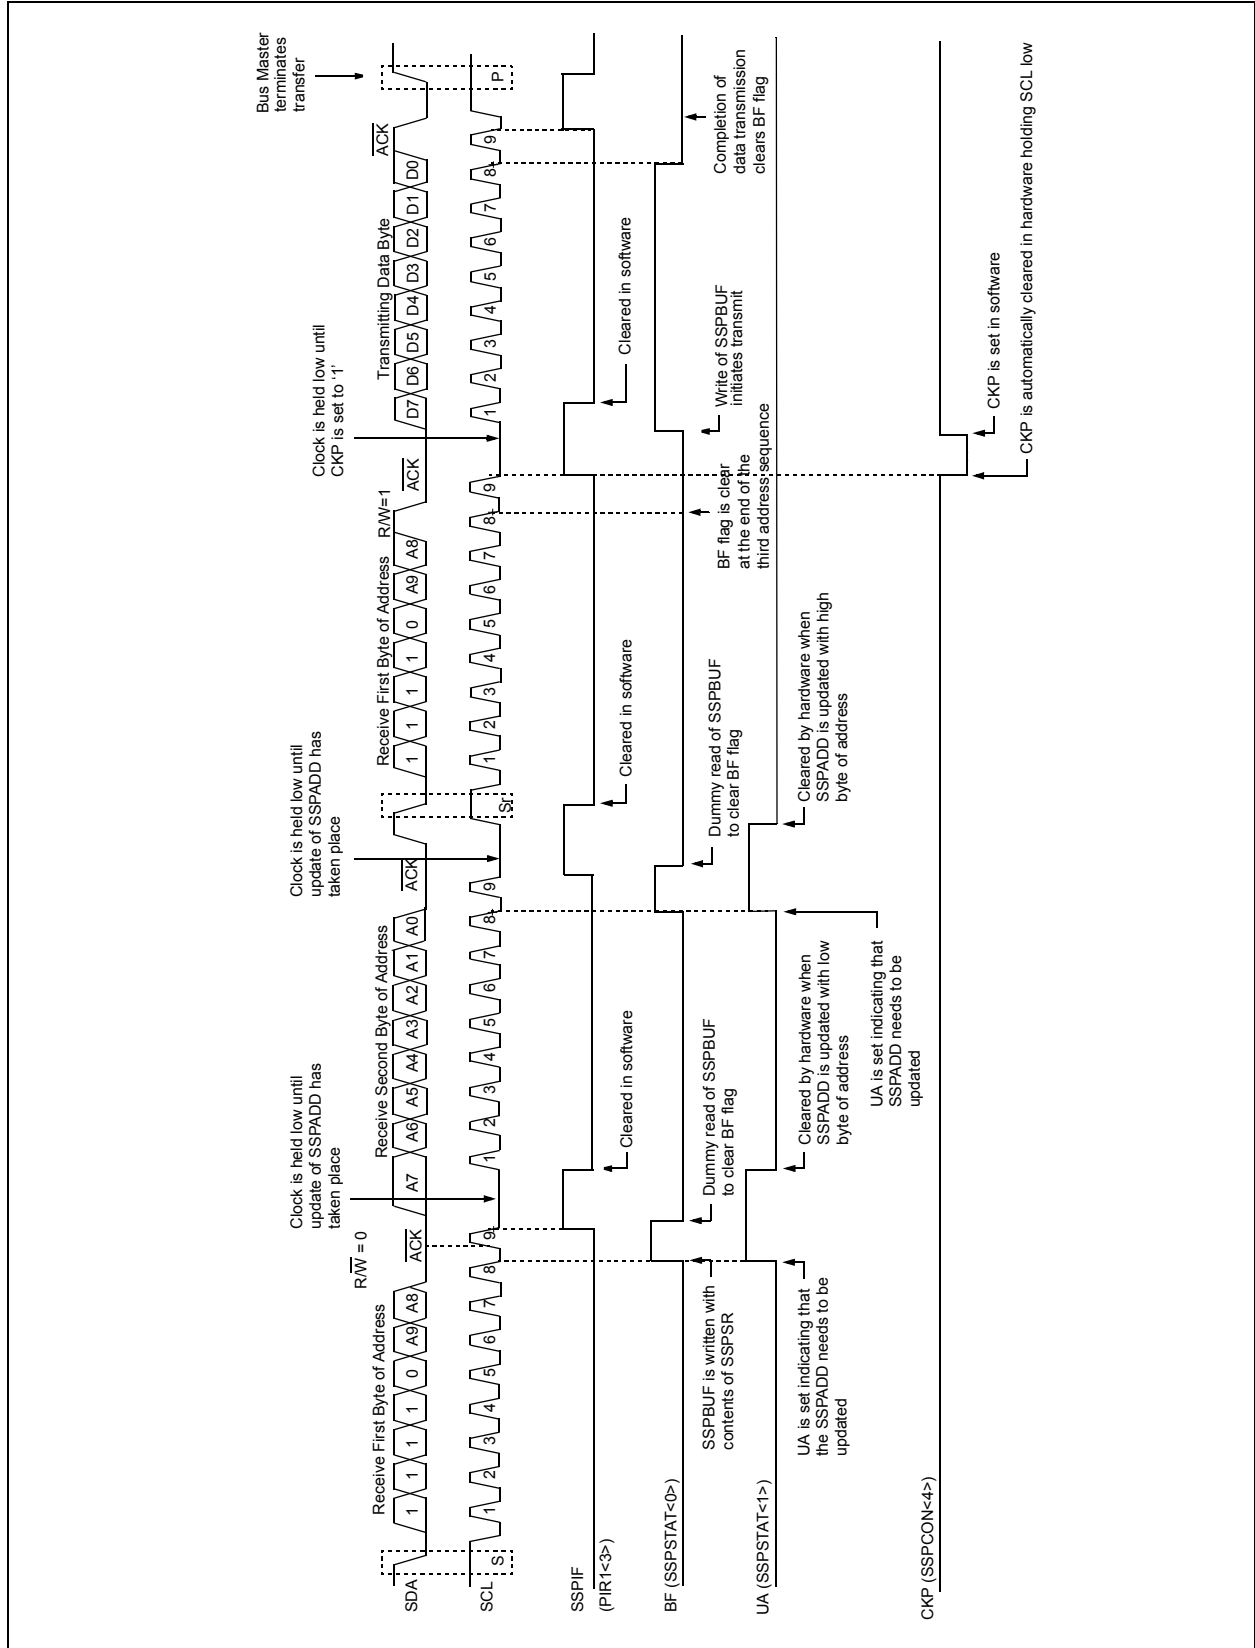 Receive First Byte of Address
R/W = 0
Clock is held low until
update of SSPADD has
taken place
Receive Second Byte of Address
Clock is held low until
update of SSPADD has
taken place
Receive First Byte of Address
R/W=1
Clock is held low until
CKP is set to ‘1’
Transmitting Data Byte
Bus Master
terminates
transfer
SDA
1 1 1 1 0 A9 A8 ACK A7 A6 A5 A4 A3 A2 A1 A0 ACK 1 1 1 1 0 A9 A8 ACK D7 D6 D5 D4 D3 D2 D1 D0 ACK
SCL
S 1 2 3 4 5 6 7 8 9 1 2 3 4 5 6 7 8 9 Sr 1 2 3 4 5 6 7 8 9 1 2 3 4 5 6 7 8 9 P
SSPIF
(PIR1<3>)
Cleared in software
Cleared in software
Cleared in software
BF (SSPSTAT<0>)
SSPBUF is written with
contents of SSPSR
Dummy read of SSPBUF
to clear BF flag
Dummy read of SSPBUF
to clear BF flag
BF flag is clear
at the end of the
third address sequence
Write of SSPBUF
initiates transmit
Completion of
data transmission
clears BF flag
UA (SSPSTAT<1>)
UA is set indicating that
the SSPADD needs to be
updated
Cleared by hardware when
SSPADD is updated with low
byte of address
UA is set indicating that
SSPADD needs to be
updated
Cleared by hardware when
SSPADD is updated with high
byte of address
CKP (SSPCON<4>)
CKP is set in software
CKP is automatically cleared in hardware holding SCL low